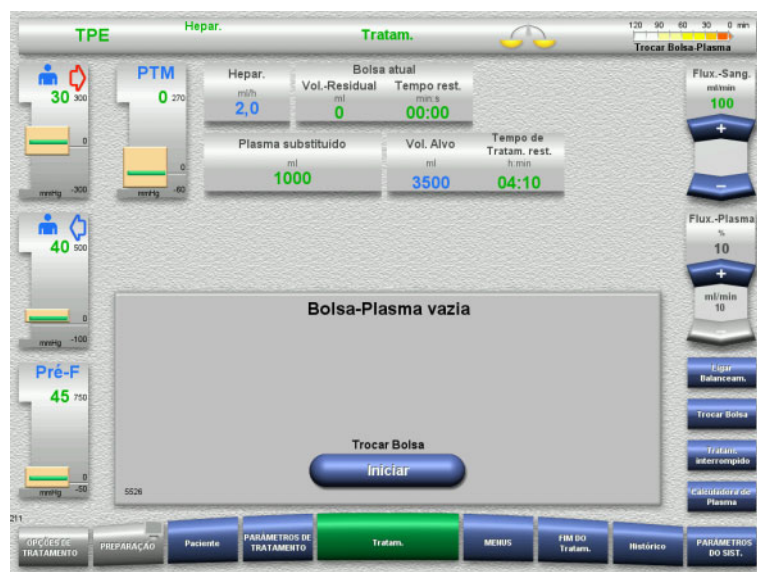 TPE
Hepar.
Tratam.
120 90 60 30 0 min
Trocar Bolsa-Plasma
30 300
0
mmHg -300
PTM
0 270
0
mmHg -60
Hepar.
ml/h
2,0
Bolsa atual
Vol.-Residual Tempo rest.
ml min:s
0 00:00
Plasma substituido
ml
1000
Vol. Alvo
ml
3500
Tempo de
Tratam. rest.
h:min
04:10
Flux.-Sang.
ml/min
100
+
−
40 500
0
mmHg -100
Flux.-Plasma
%
10
+
ml/min
10
−
Pré-F
45 750
0
mmHg -50
Bolsa-Plasma vazia
Trocar Bolsa
Iniciar
5526
Ligar
Balanceam.
Trocar Bolsa
Tratam.
interrompido
Calculadora de
Plasma
211
OPÇÕES DE
TRATAMENTO
PREPARAÇÃO
Paciente
PARÂMETROS DE
TRATAMENTO
Tratam.
MENUS
FIM DO
Tratam.
Histórico
PARÂMETROS
DO SIST.